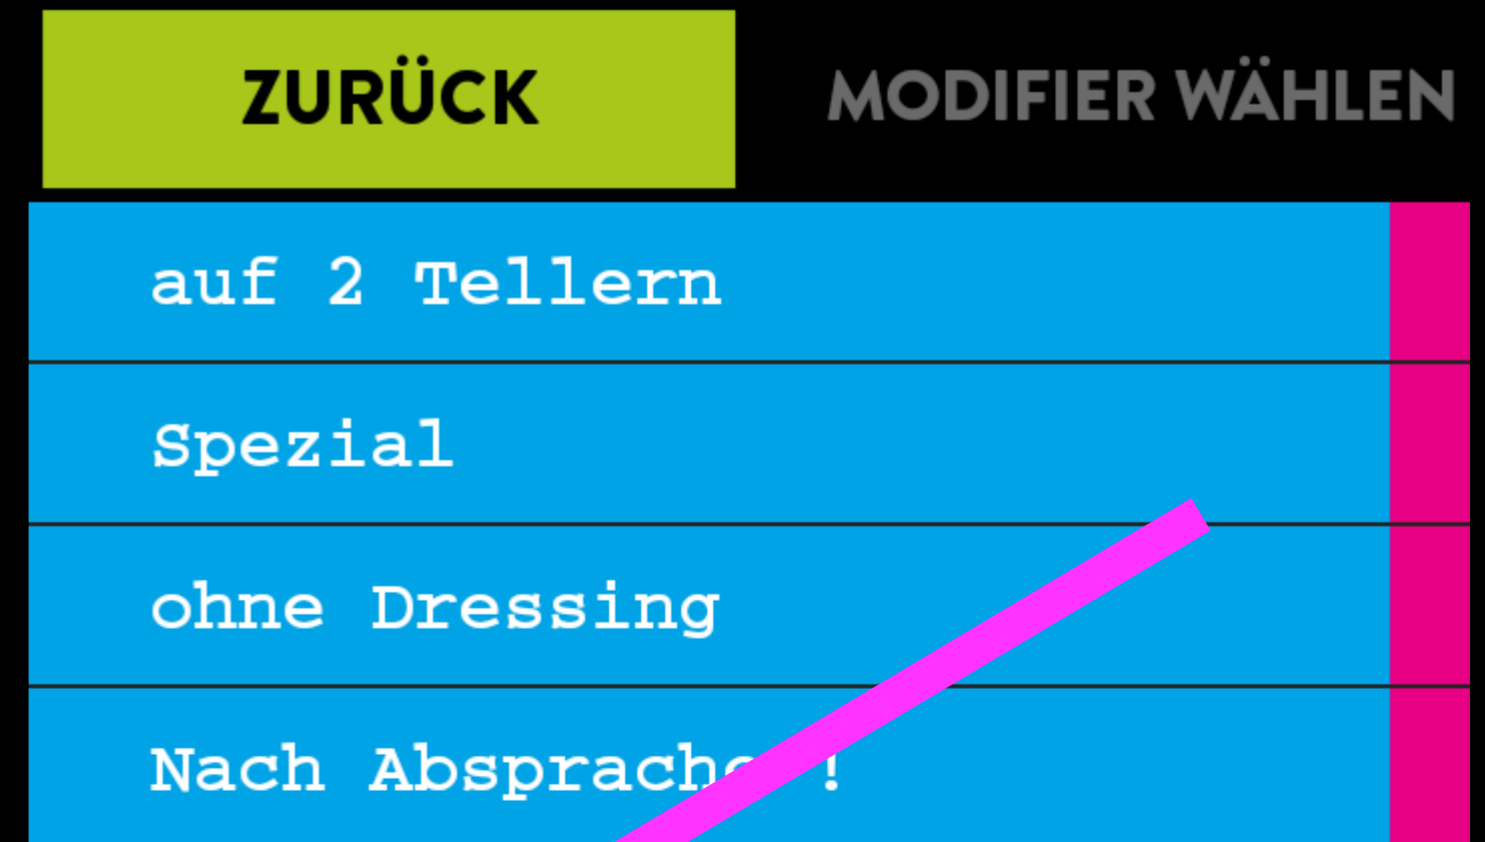 ZURÜCK
MODIFIER WÄHLEN
auf 2 Tellern
Spezial
ohne Dressing
Nach Absprache !